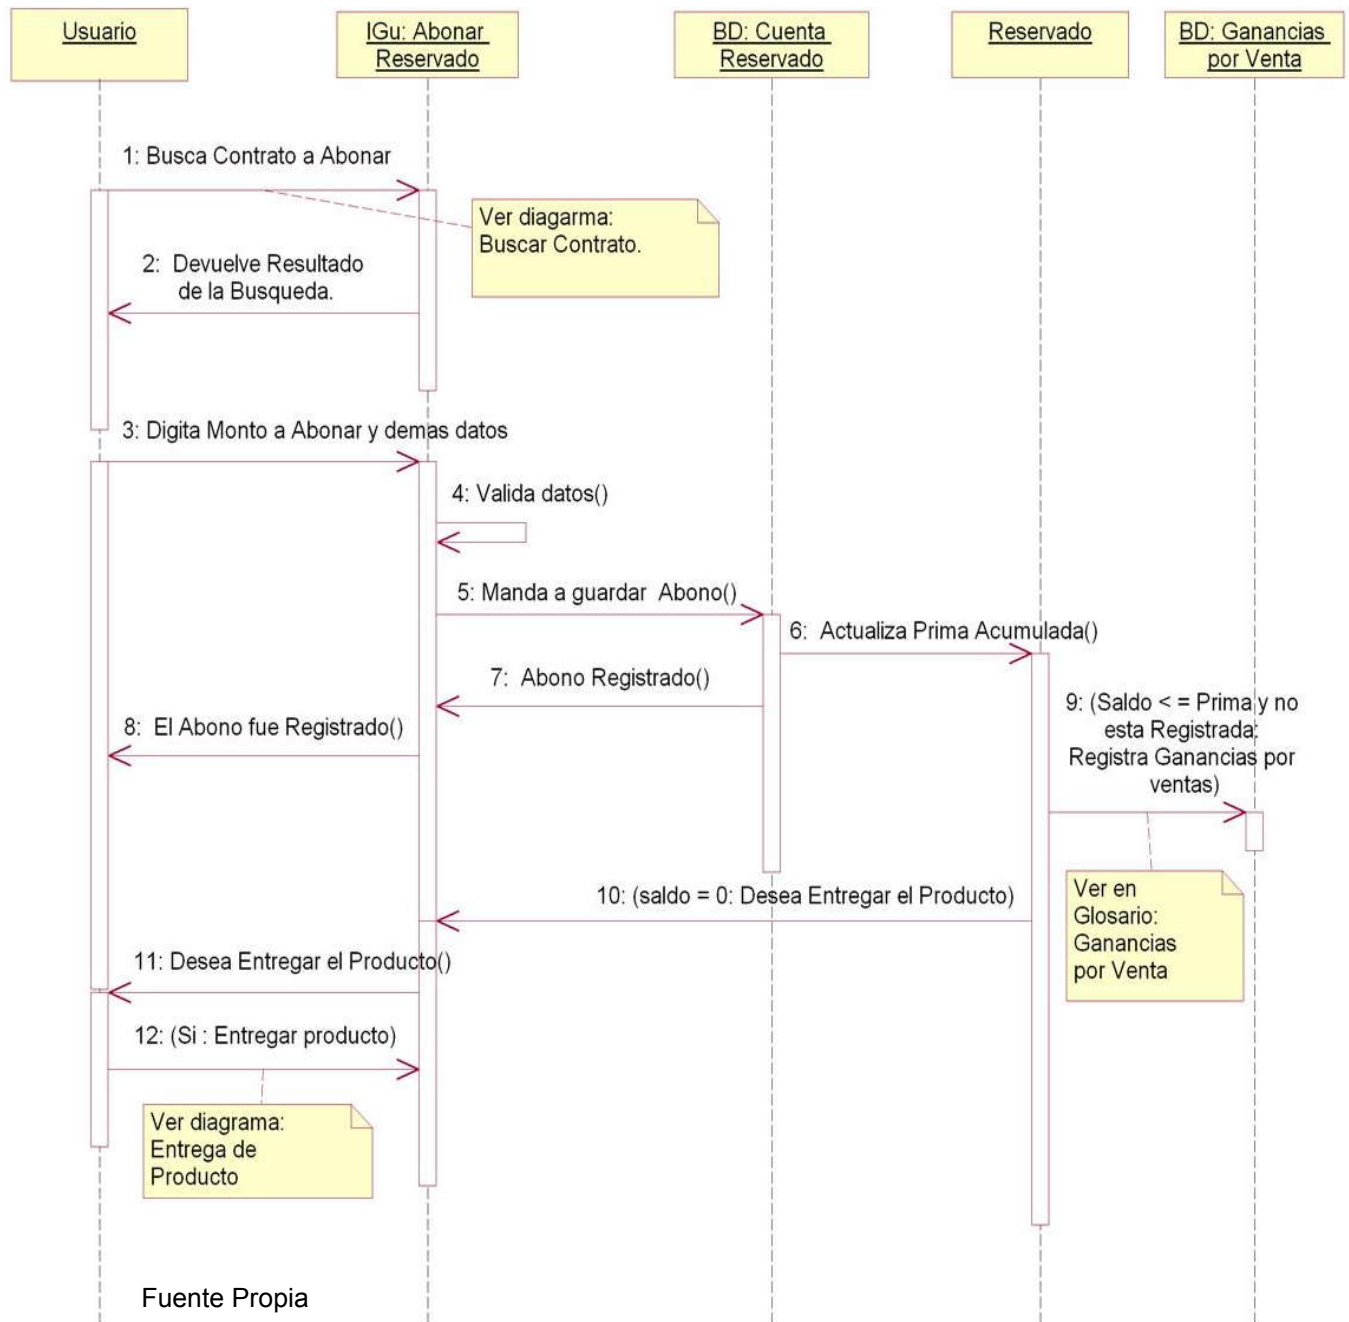 Usuario
IGu: Abonar
Reservado
BD: Cuenta
Reservado
Reservado
BD: Ganancias
por Venta
1: Busca Contrato a Abonar
Ver diagarma:
Buscar Contrato.
2: Devuelve Resultado
de la Busqueda.
3: Digita Monto a Abonar y demas datos
4: Valida datos()
5: Manda a guardar Abono()
6: Actualiza Prima Acumulada()
7: Abono Registrado()
8: El Abono fue Registrado()
9: (Saldo < = Prima y no
esta Registrada:
Registra Ganancias por
ventas)
Ver en
Glosario:
Ganancias
por Venta
10: (saldo = 0: Desea Entregar el Producto)
11: Desea Entregar el Producto()
12: (Si : Entregar producto)
Ver diagrama:
Entrega de
Producto
Fuente Propia